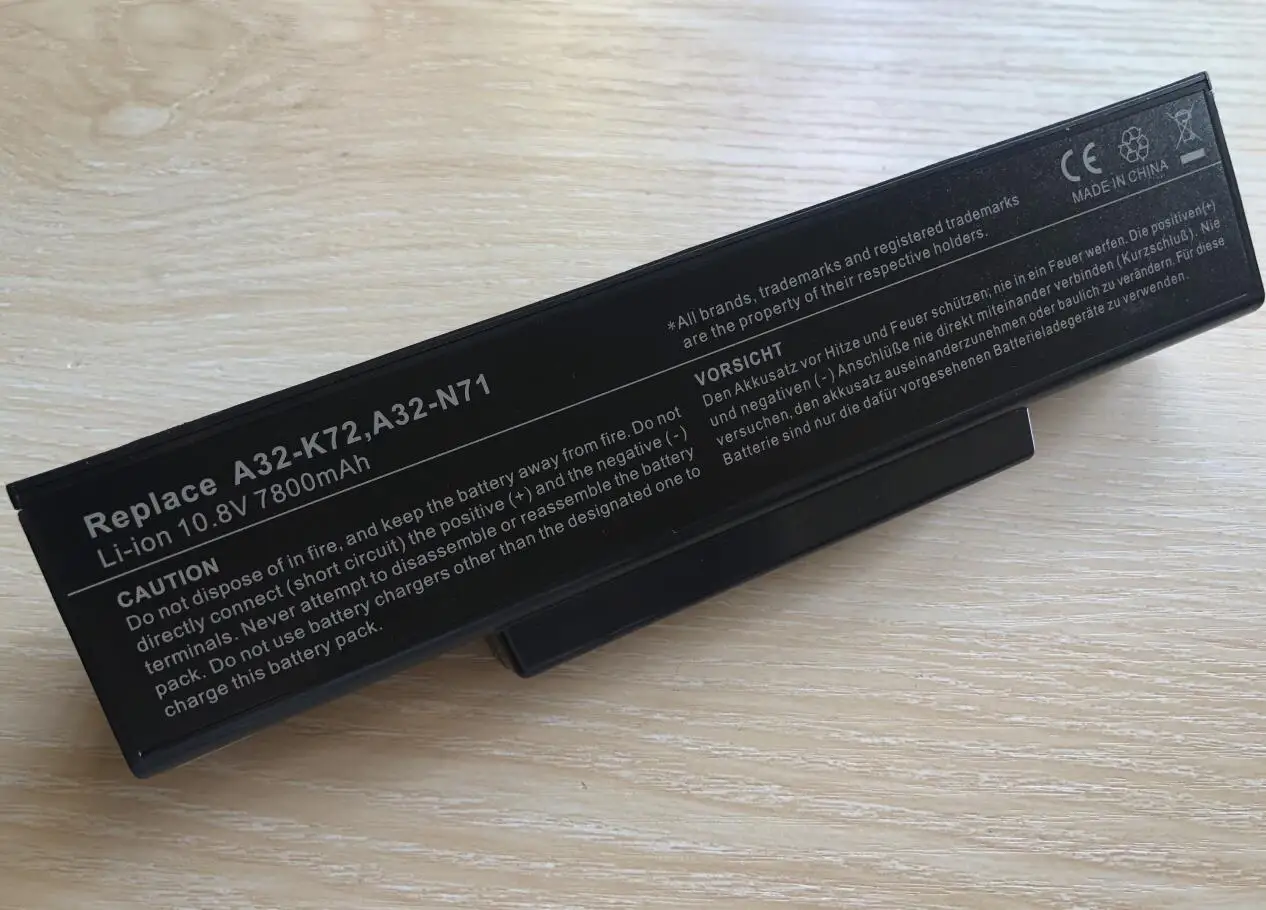 Replace A32-K72,A32-N71
Li-ion 10.8V 7800mAh
*All brands, trademarks and registered trademarks
are the property of their respective holders.
CE
MADE IN CHINA
CAUTION
Do not dispose of in fire, and keep the battery away from fire. Do not
directly connect (short circuit) the positive (+) and the negative (-)
terminals. Never attempt to disassemble or reassemble the battery
pack. Do not use battery chargers other than the designated one to
charge this battery pack.
VORSICHT
Den Akkusatz vor Hitze und Feuer schützen; nie in ein Feuer werfen. Die positiven(+)
und negativen (-) Anschlüße nie direkt miteinander verbinden (Kurzschluß). Nie
versuchen, den akkusatz auseinanderzunehmen oder baulich zu verändern. Für diese
Batterie sind nur die dafür vorgesehenen Batterieladegeräte zu verwenden.